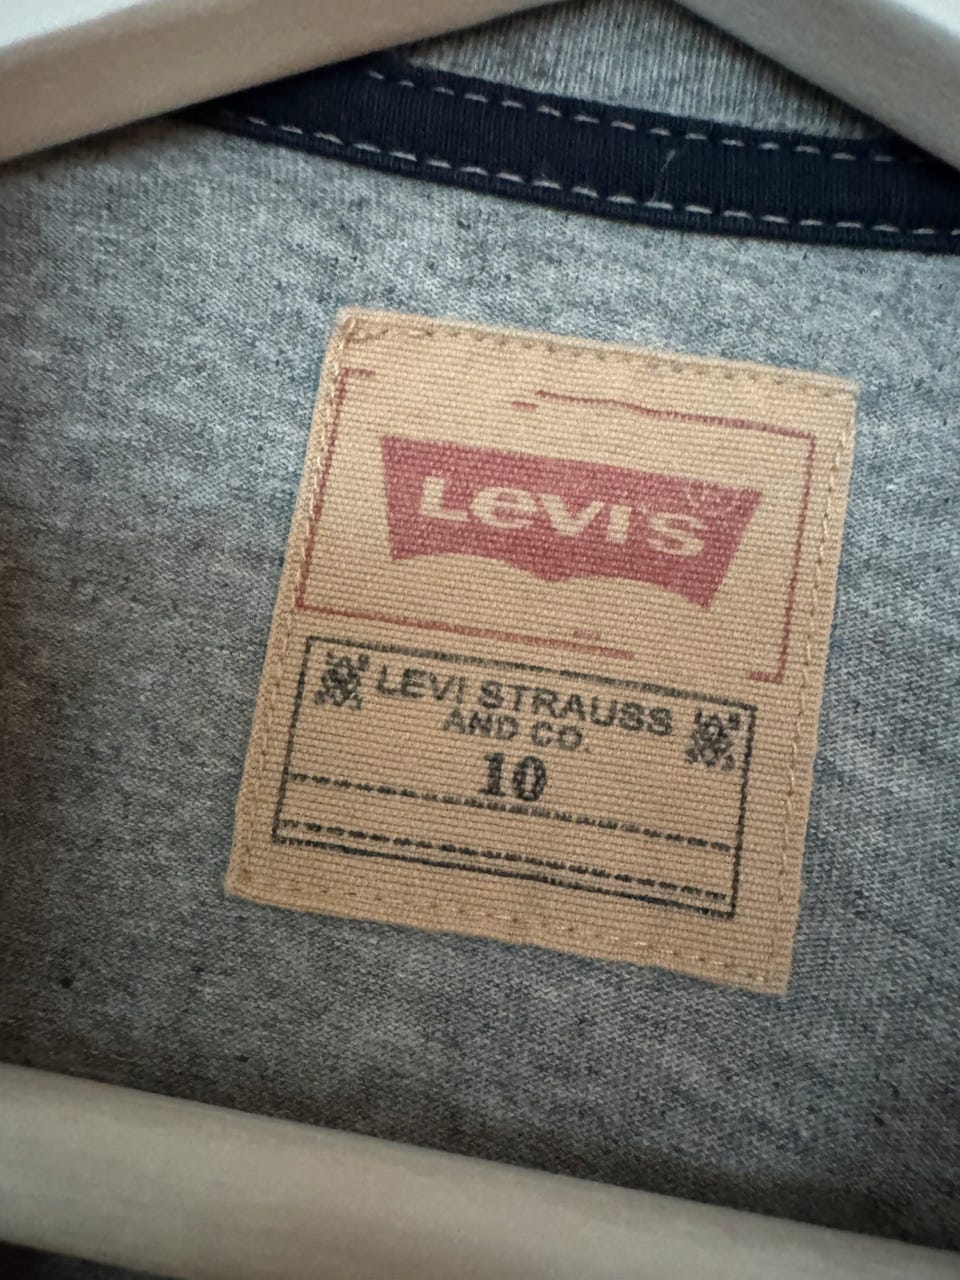 LEVI'S
LEVI STRAUSS
AND CO.
10